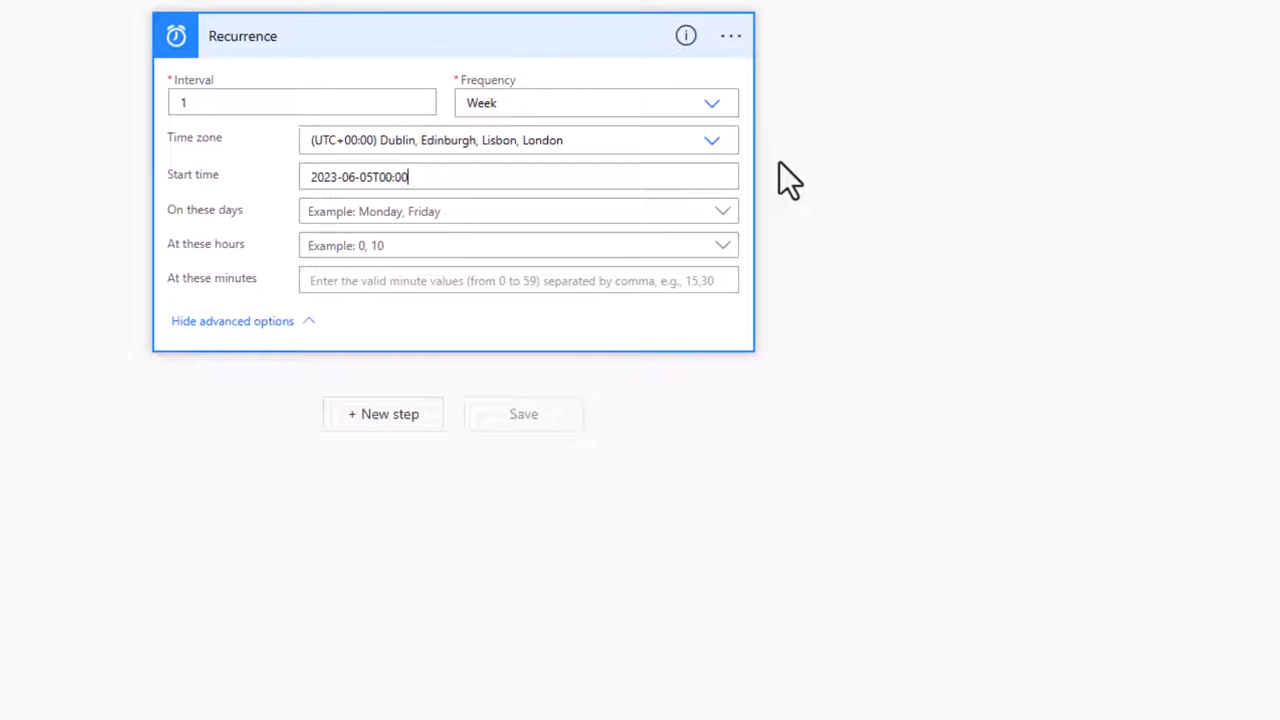 Recurrence
* Interval
* Frequency
1
Week
Time zone
(UTC+00:00) Dublin, Edinburgh, Lisbon, London
Start time
2023-06-05T00:00
On these days
Example: Monday, Friday
At these hours
Example: 0, 10
At these minutes
Enter the valid minute values (from 0 to 59) separated by comma, e.g., 15,30
Hide advanced options
+ New step
Save